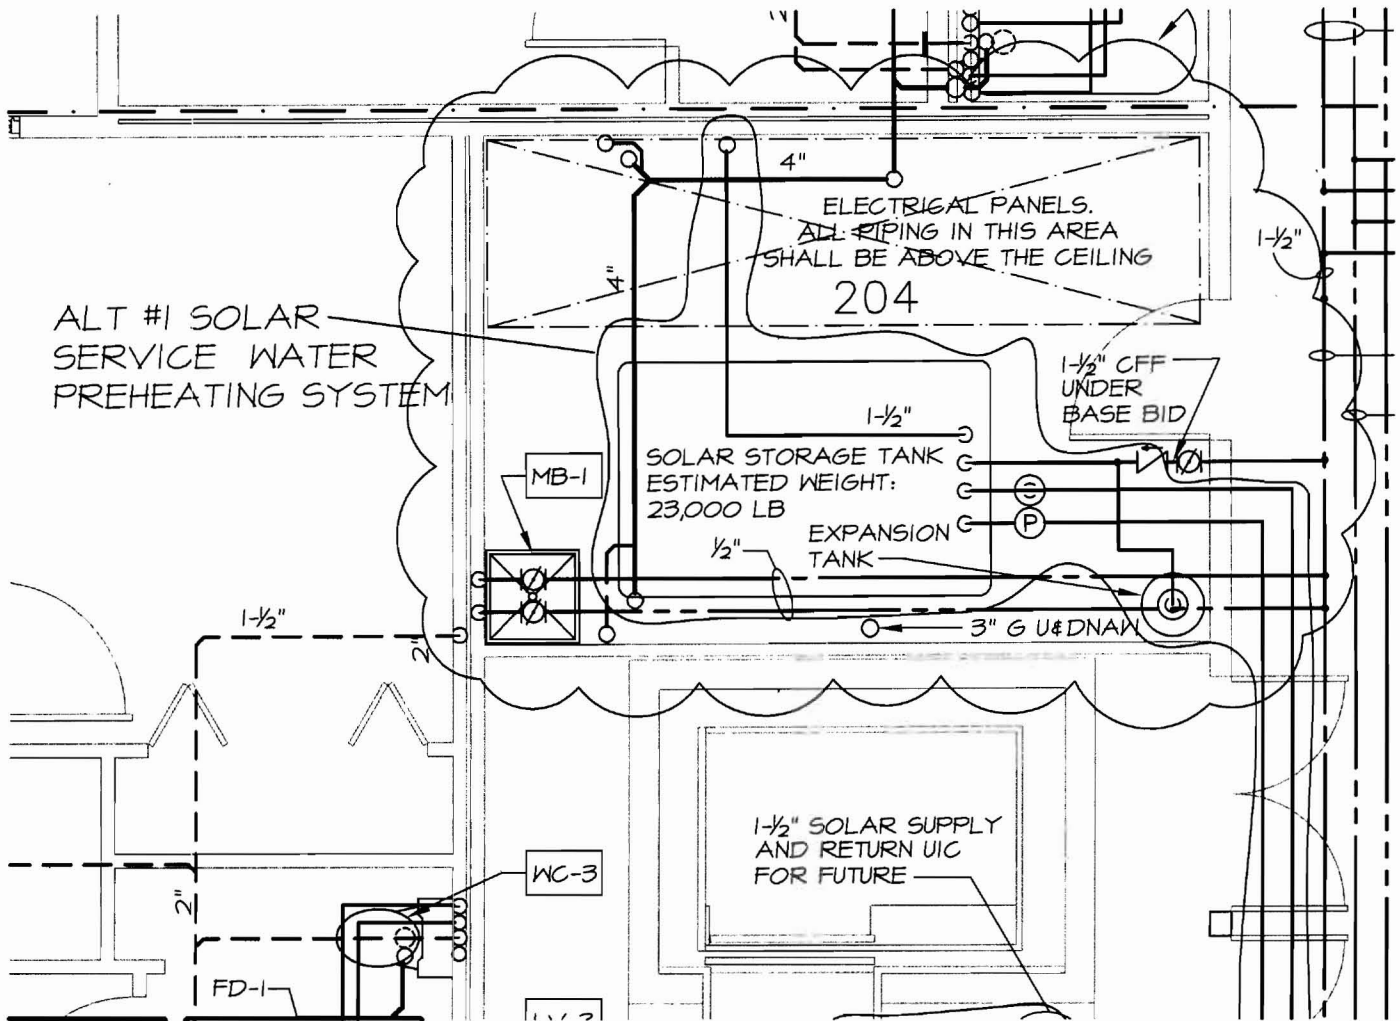 4"
ELECTRICAL PANELS.
ALL PIPING IN THIS AREA
SHALL BE ABOVE THE CEILING
204
1-½"
4"
ALT #1 SOLAR
SERVICE WATER
PREHEATING SYSTEM
1-½" CFF
UNDER
BASE BID
1-½"
MB-1
SOLAR STORAGE TANK
ESTIMATED WEIGHT:
23,000 LB
C
P
½"
EXPANSION
TANK
3" G U&DNAW
1-½"
2"
1-½" SOLAR SUPPLY
AND RETURN UIC
FOR FUTURE
WC-3
2"
FD-1